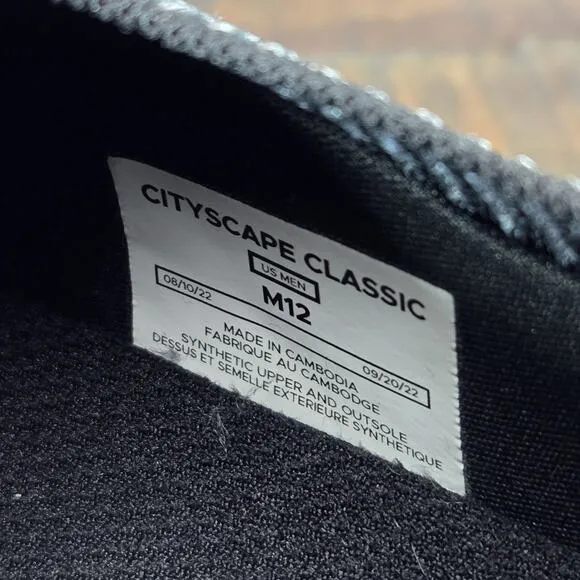 CITYSCAPE CLASSIC
US MEN
M12
08/10/22 09/20/22
MADE IN CAMBODIA
FABRIQUE AU CAMBODGE
SYNTHETIC UPPER AND OUTSOLE
DESSUS ET SEMELLE EXTERIEURE SYNTHETIQUE